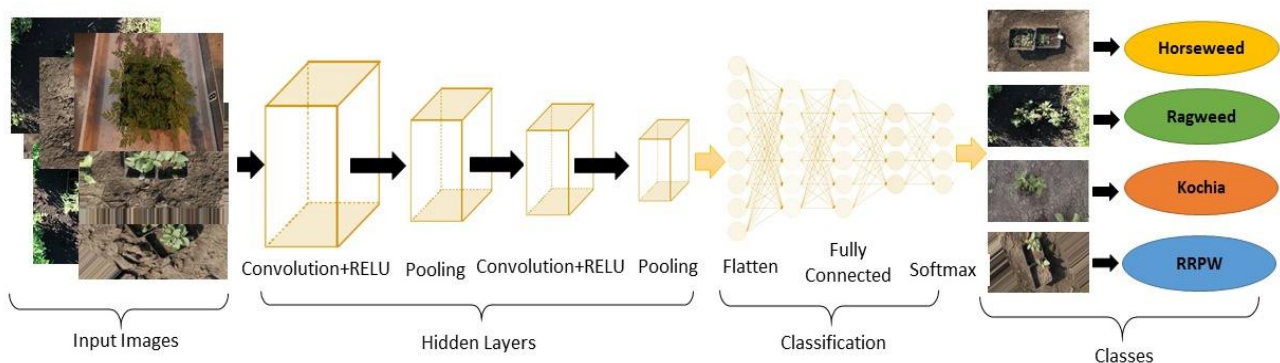 Horseweed
Ragweed
Kochia
RRPW
Convolution+RELU
Pooling
Convolution+RELU
Pooling
Flatten
Fully
Connected
Softmax
Input Images
Hidden Layers
Classification
Classes